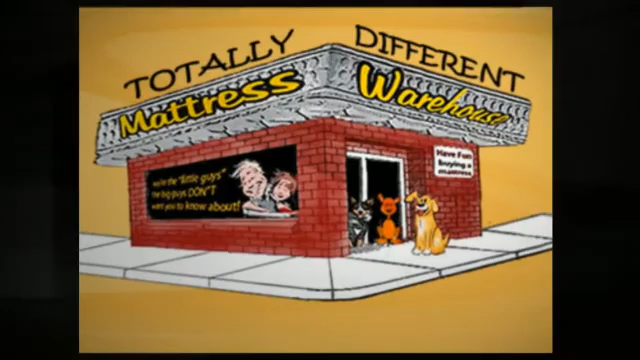 TOTALLY DIFFERENT
Mattress Warehouse
we're the "little guys"
the big guys DON'T
want you to know about!
Have Fun
buying a
mattress